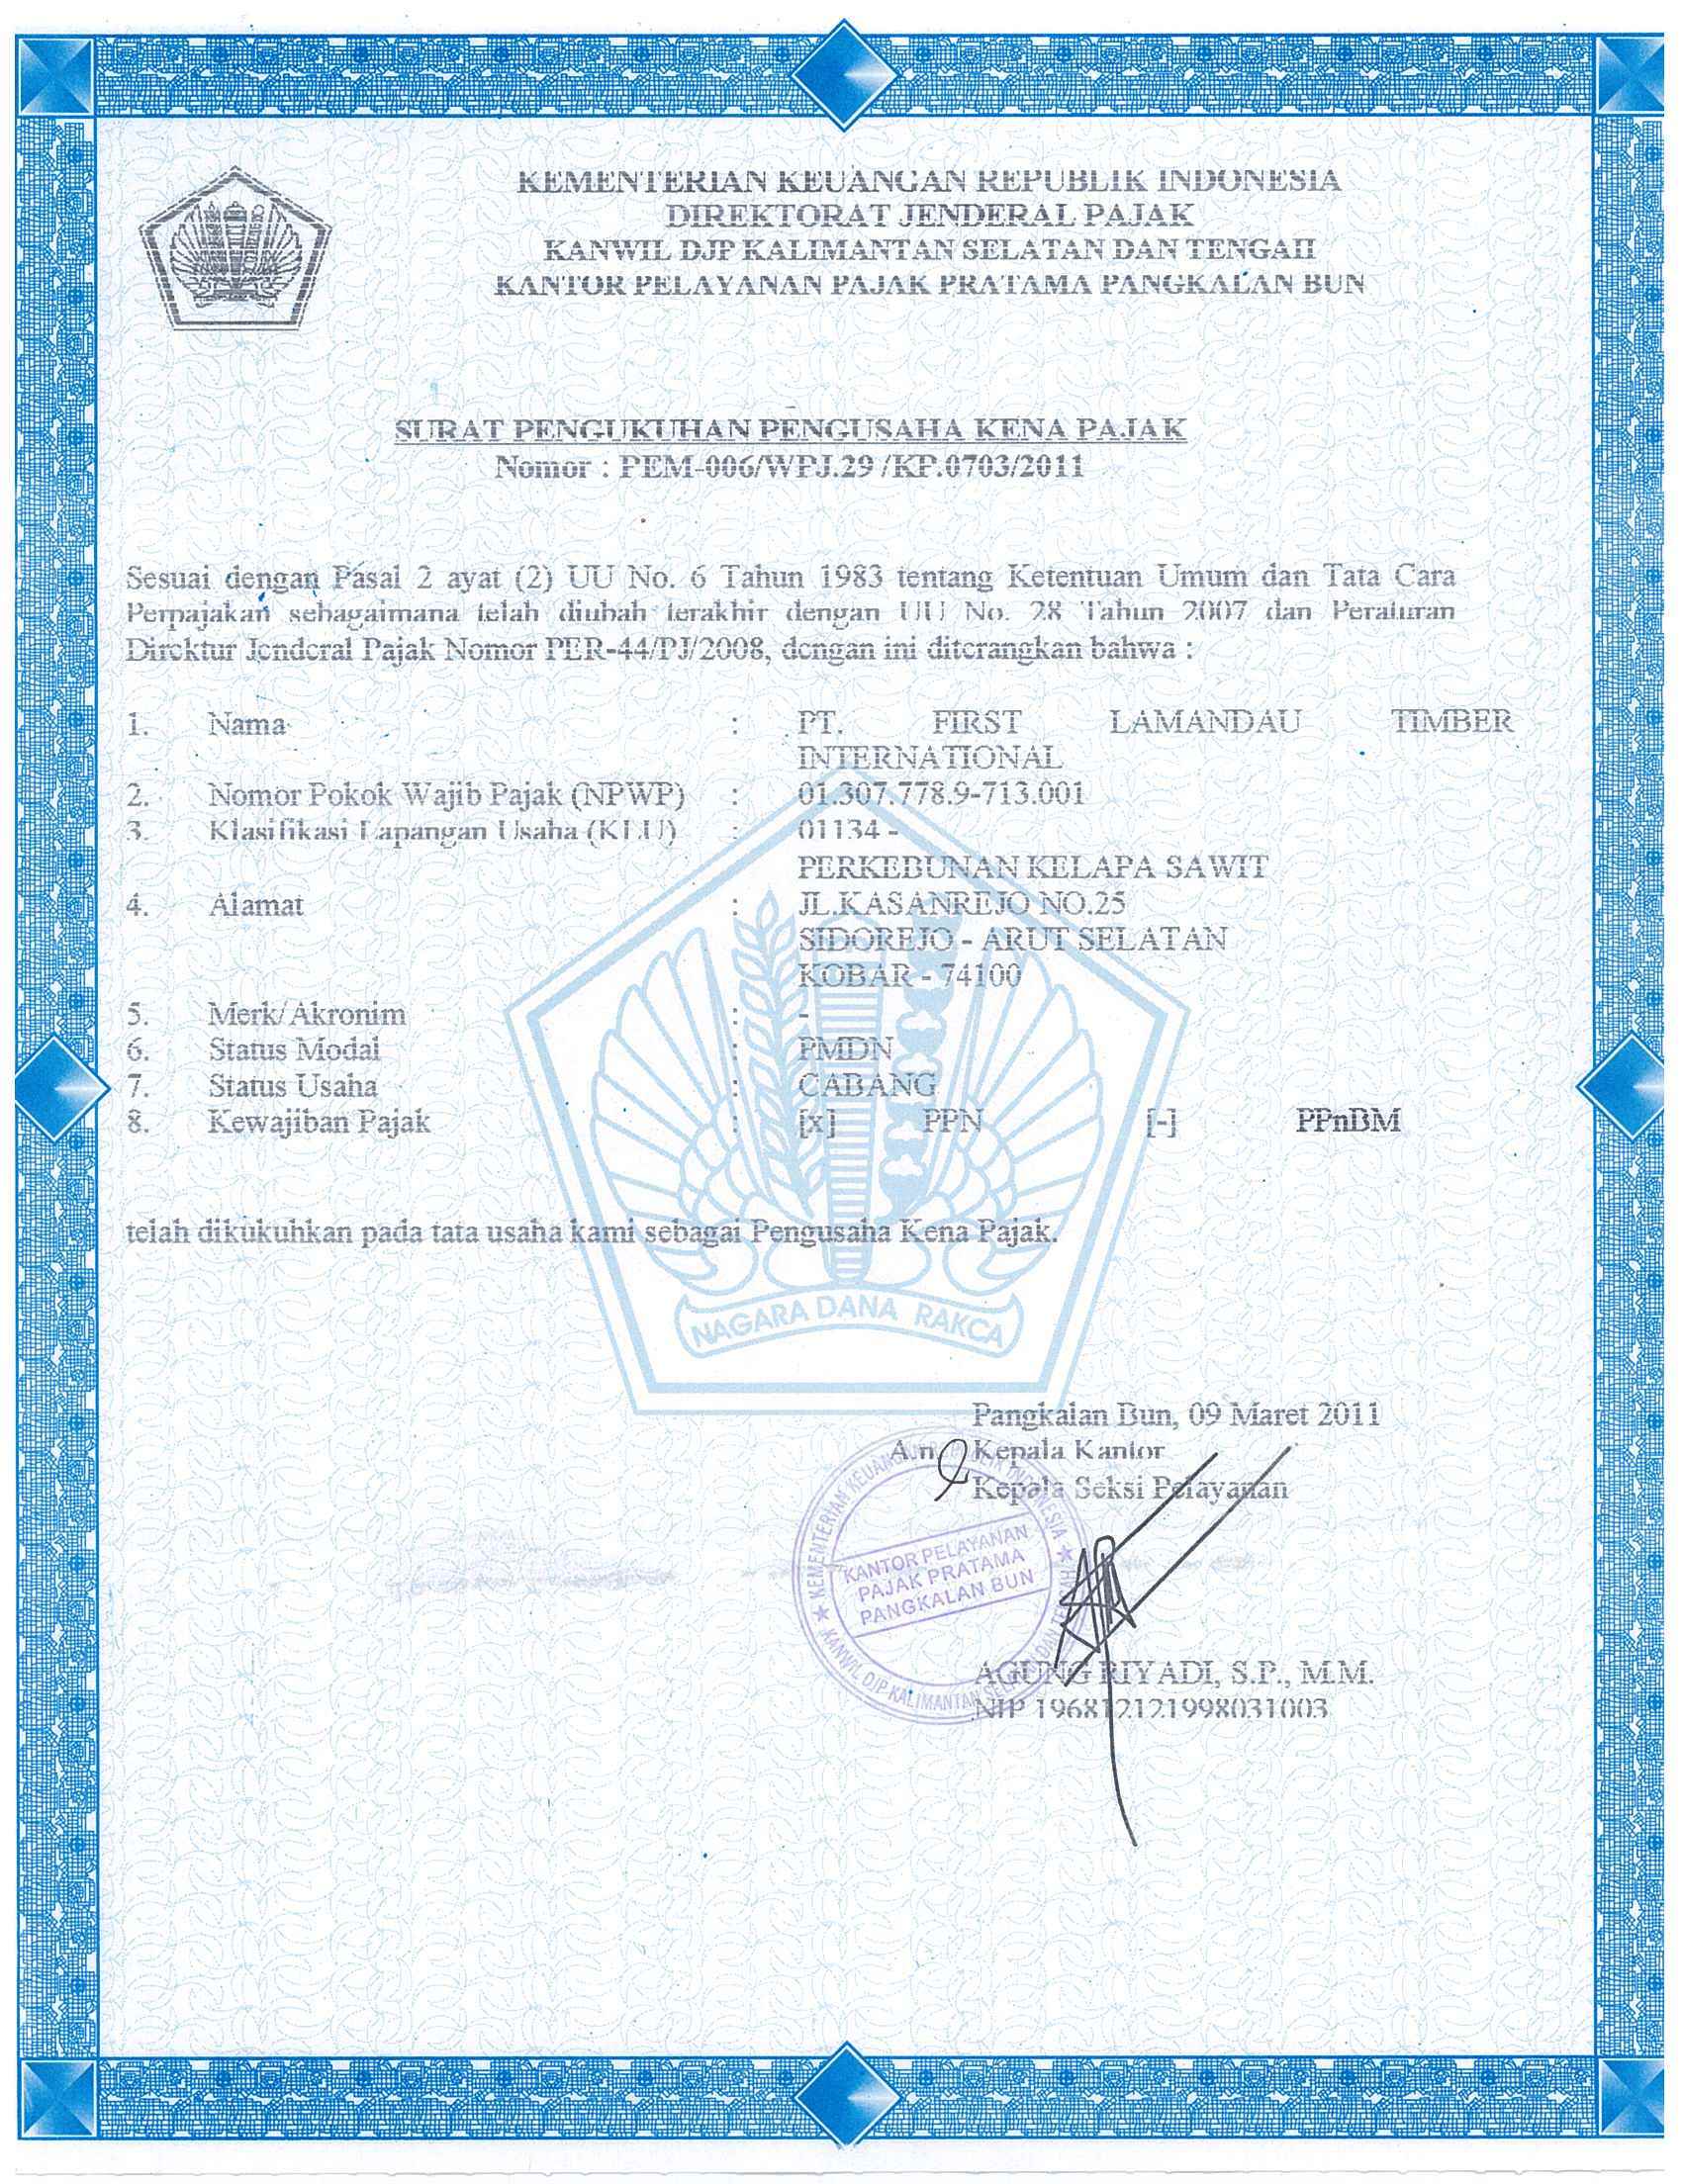 KEMENTERIAN KEUANGAN REPUBLIK INDONESIA
DIREKTORAT JENDERAL PAJAK
KANWIL DJP KALIMANTAN SELATAN DAN TENGAH
KANTOR PELAYANAN PAJAK PRATAMA PANGKALAN BUN
SURAT PENGUKUHAN PENGUSAHA KENA PAJAK
Nomor : PEM-006/WPJ.29 /KP.0703/2011
Sesuai dengan Pasal 2 ayat (2) UU No. 6 Tahun 1983 tentang Ketentuan Umum dan Tata Cara
Perpajakan sebagaimana telah diubah terakhir dengan UU No. 28 Tahun 2007 dan Peraturan
Direktur Jenderal Pajak Nomor PER-44/PJ/2008, dengan ini diterangkan bahwa :
1. Nama : PT. FIRST LAMANDAU TIMBER
INTERNATIONAL
2. Nomor Pokok Wajib Pajak (NPWP) : 01.307.778.9-713.001
3. Klasifikasi Lapangan Usaha (KLU) : 01134 -
PERKEBUNAN KELAPA SAWIT
4. Alamat : JL.KASANREJO NO.25
SIDOREJO - ARUT SELATAN
KOBAR - 74100
5. Merk/Akronim : -
6. Status Modal : PMDN
7. Status Usaha : CABANG
8. Kewajiban Pajak : [x] PPN [-] PPnBM
telah dikukuhkan pada tata usaha kami sebagai Pengusaha Kena Pajak.
NAGARA DANA RAKCA
Pangkalan Bun, 09 Maret 2011
A.n. Kepala Kantor
Kepala Seksi Pelayanan
KEMENTERIAN KEUANGAN INDONESIA
KANTOR PELAYANAN
PAJAK PRATAMA
PANGKALAN BUN
KANWIL DJP KALIMANTAN
AGUNG RIYADI, S.P., M.M.
NIP 196812121998031003